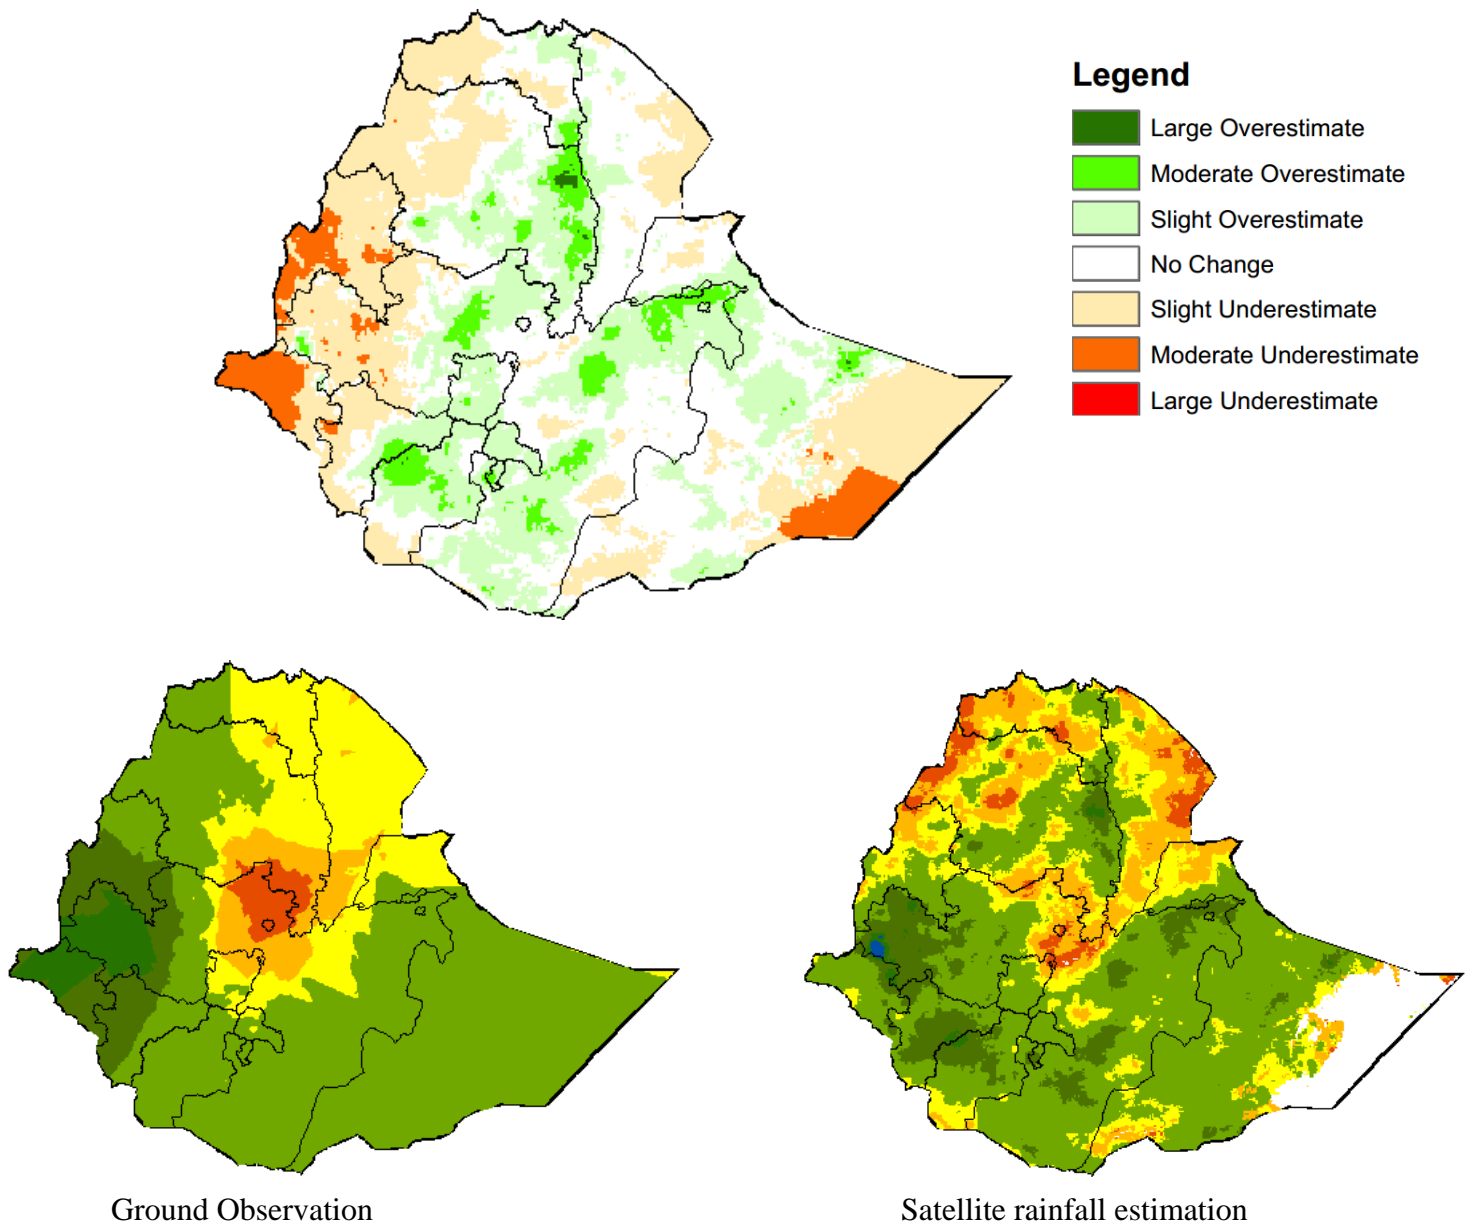 Legend
Large Overestimate
Moderate Overestimate
Slight Overestimate
No Change
Slight Underestimate
Moderate Underestimate
Large Underestimate
Ground Observation
Satellite rainfall estimation